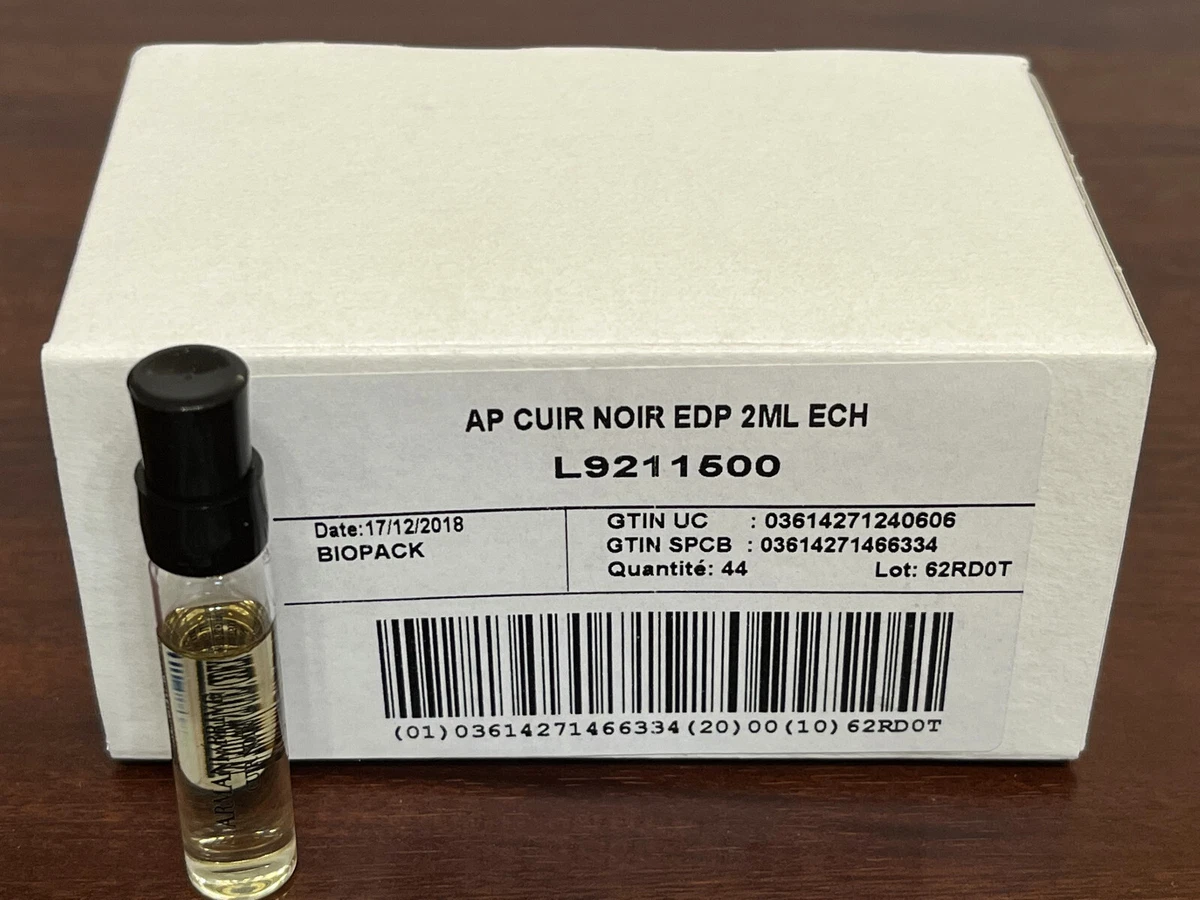 AP CUIR NOIR EDP 2ML ECH
L9211500
Date:17/12/2018
BIOPACK
GTIN UC : 03614271240606
GTIN SPCB : 03614271466334
Quantité: 44 Lot: 62RD0T
(01)03614271466334(20)00(10)62RD0T
ARMANI